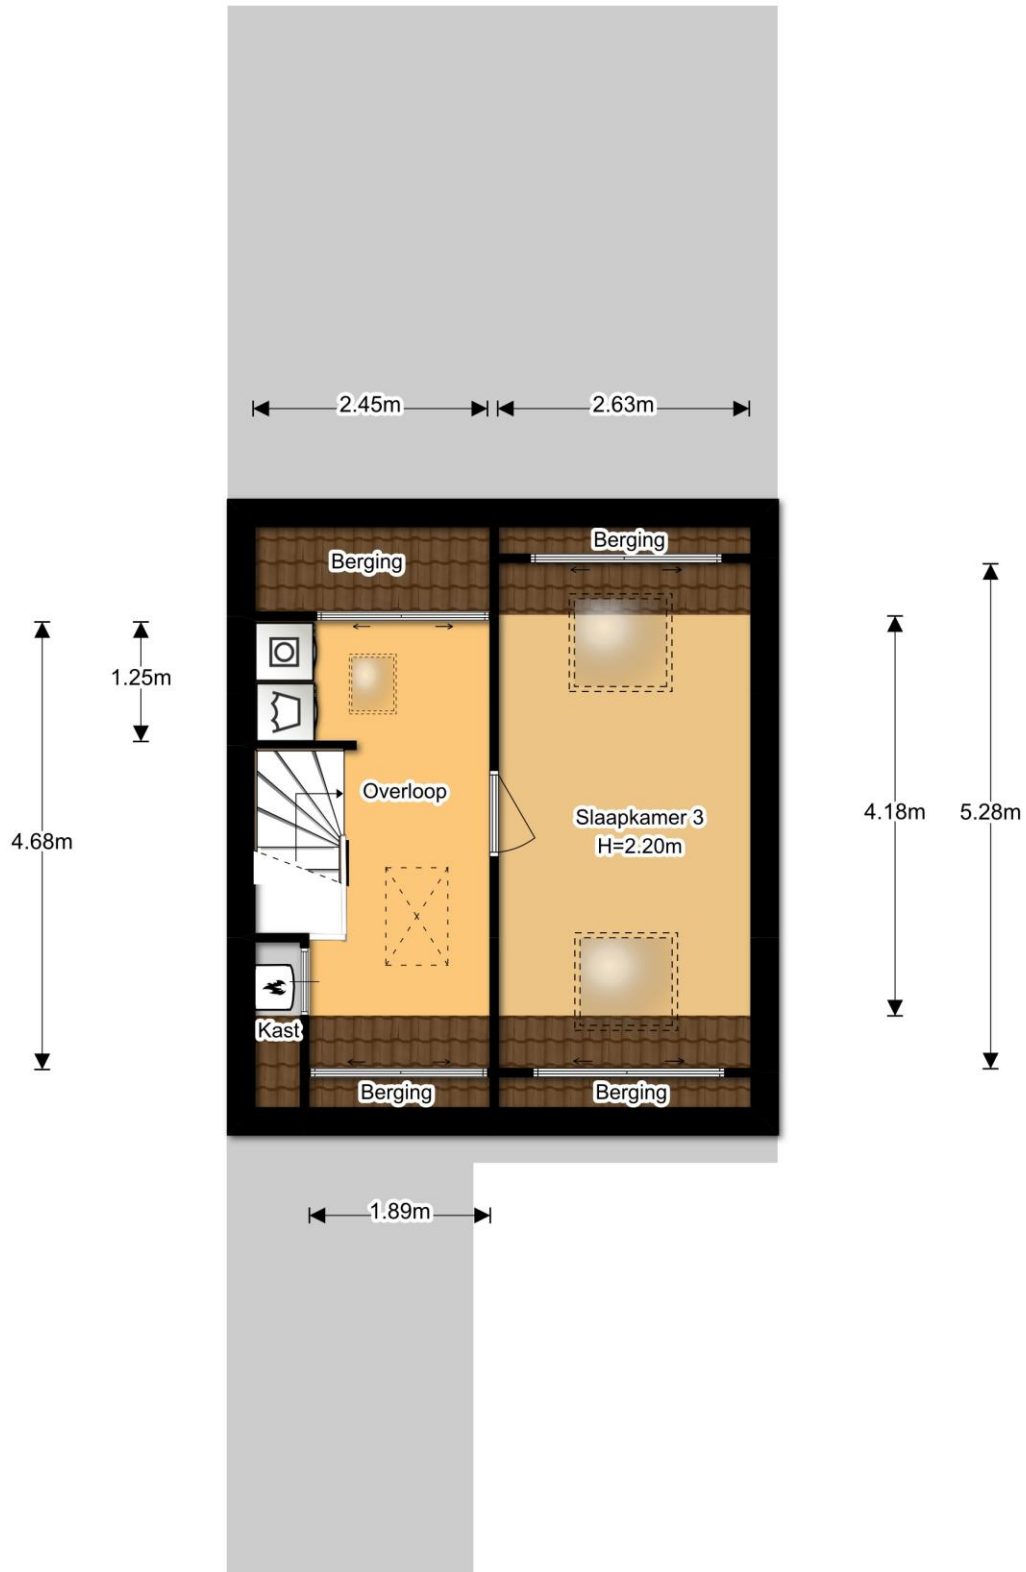 2.45m
2.63m
Berging
Berging
1.25m
4.68m
Overloop
Slaapkamer 3
H=2.20m
4.18m
5.28m
Kast
Berging
Berging
1.89m